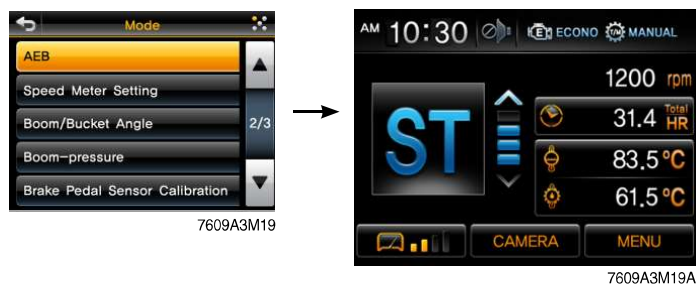 Mode
AEB
Speed Meter Setting
Boom/Bucket Angle
2/3
Boom-pressure
Brake Pedal Sensor Calibration
7609A3M19
AM 10:30 E ECONO T/M MANUAL
1200 rpm
ST
31.4 Total HR
83.5°C
61.5°C
CAMERA
MENU
7609A3M19A